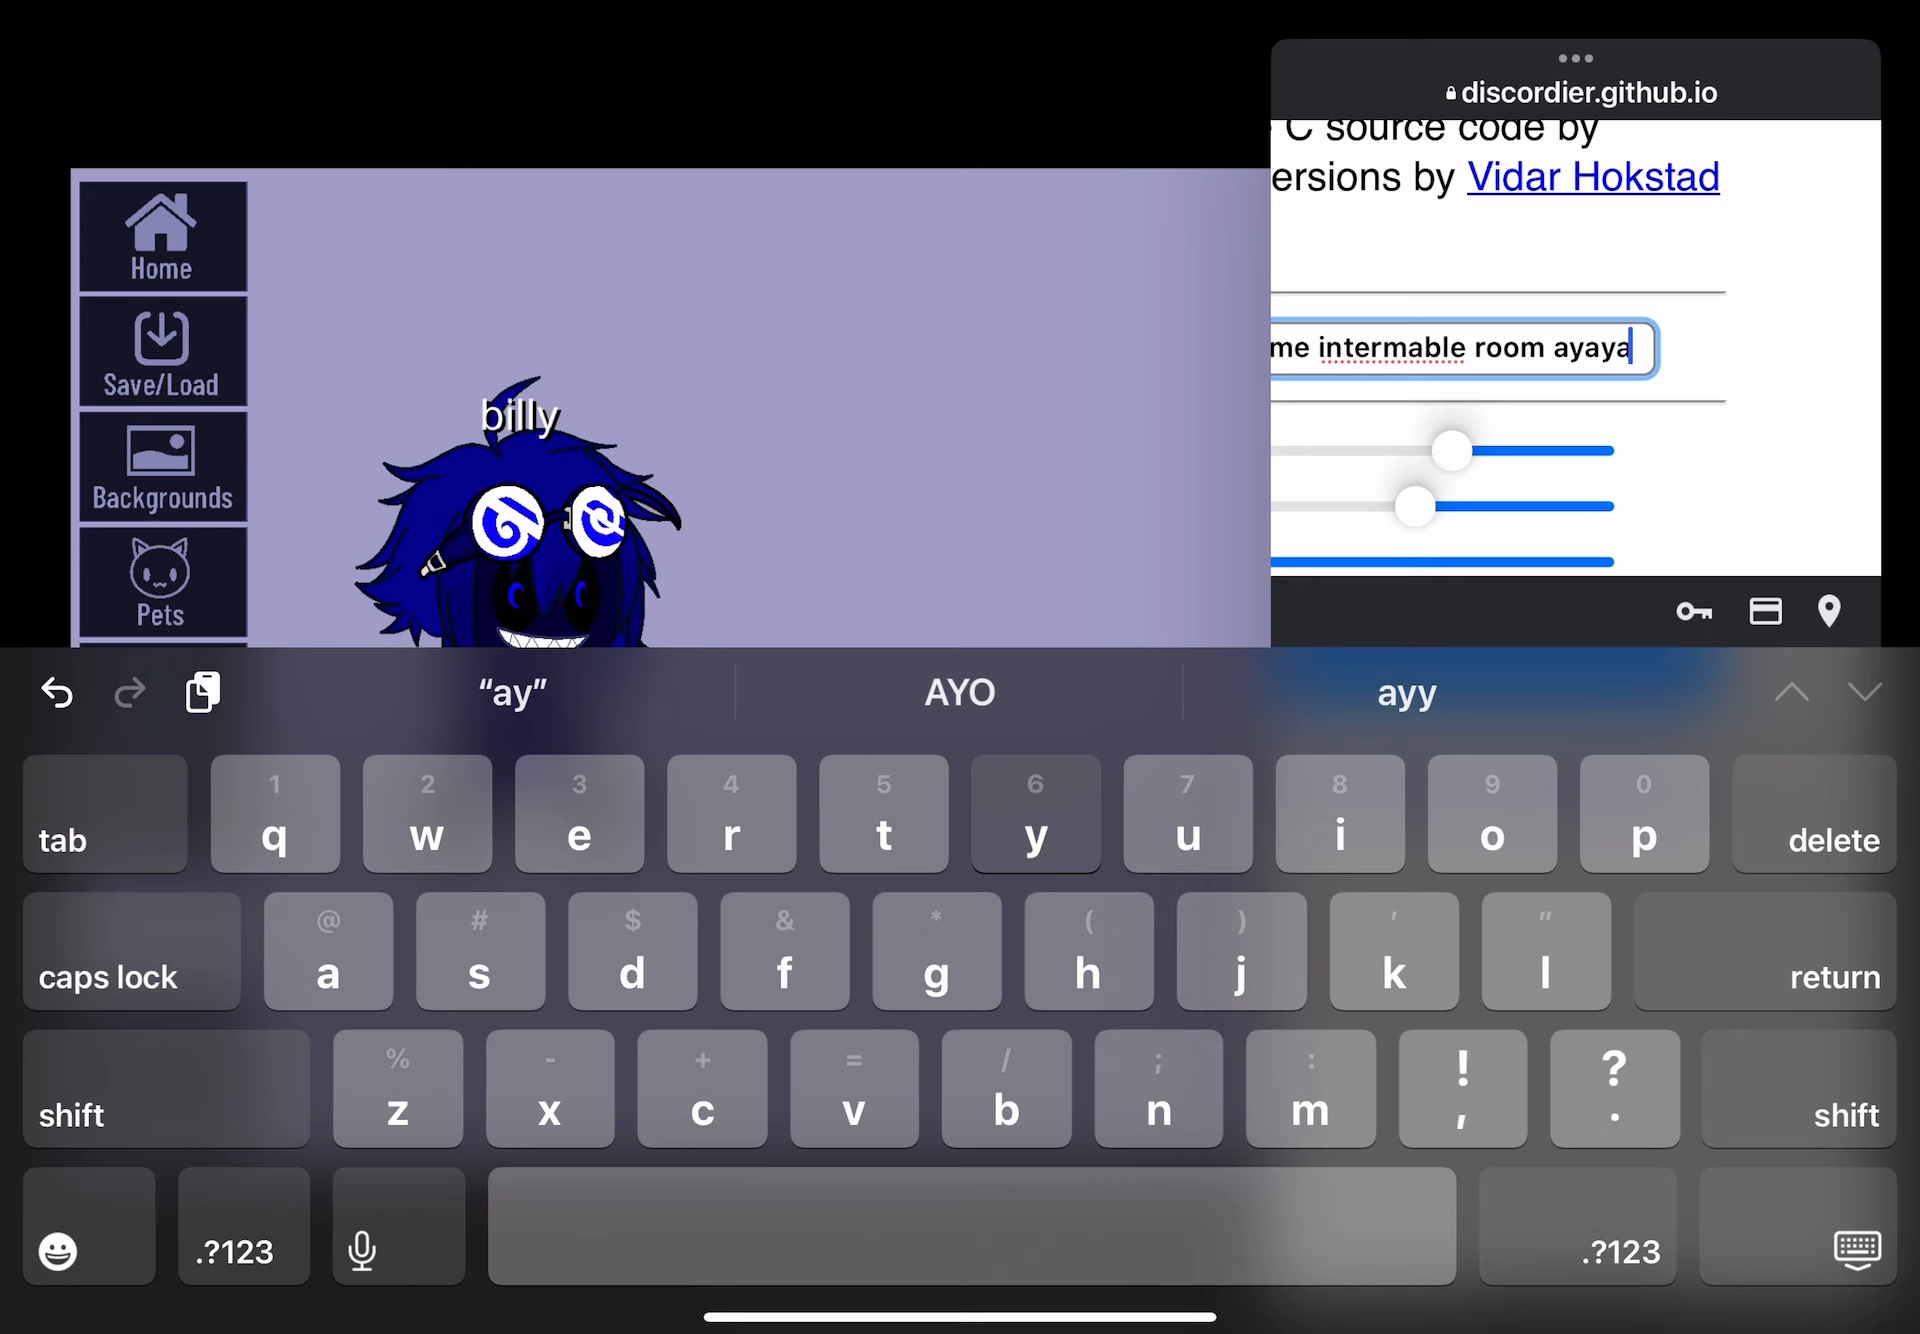 discordier.github.io
C source code by
ersions by Vidar Hokstad
me intermable room ayaya
Home
Save/Load
Backgrounds
Pets
billy
“ay”
AYO
ayy
tab
1 2 3 4 5 6 7 8 9 0
q w e r t y u i o p
delete
@ # $ & * ( ) ' "
caps lock
a s d f g h j k l
return
% - + = / ; : ! ?
shift
z x c v b n m , .
shift
.?123
.?123